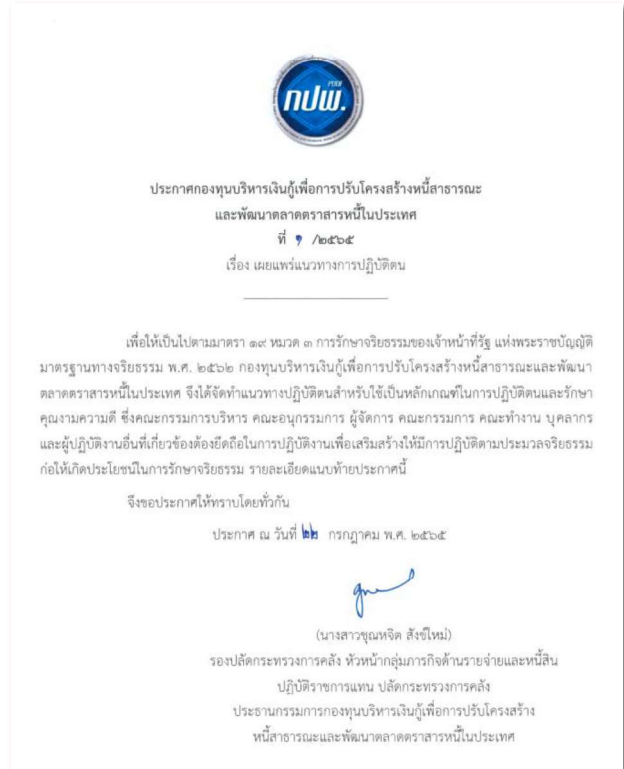 กปพ.
ประกาศกองทุนบริหารเงินกู้เพื่อการปรับโครงสร้างหนี้สาธารณะ
และพัฒนาตลาดตราสารหนี้ในประเทศ
ที่ ๑ /๒๕๖๕
เรื่อง เผยแพร่แนวทางการปฏิบัติตน
เพื่อให้เป็นไปตามมาตรา ๑๙ หมวด ๓ การรักษาจริยธรรมของเจ้าหน้าที่รัฐ แห่งพระราชบัญญัติ
มาตรฐานทางจริยธรรม พ.ศ. ๒๕๖๒ กองทุนบริหารเงินกู้เพื่อการปรับโครงสร้างหนี้สาธารณะและพัฒนา
ตลาดตราสารหนี้ในประเทศ จึงได้จัดทำแนวทางปฏิบัติตนสำหรับใช้เป็นหลักเกณฑ์ในการปฏิบัติตนและรักษา
คุณงามความดี ซึ่งคณะกรรมการบริหาร คณะอนุกรรมการ ผู้จัดการ คณะกรรมการ คณะทำงาน บุคลากร
และผู้ปฏิบัติงานอื่นที่เกี่ยวข้องต้องยึดถือในการปฏิบัติงานเพื่อเสริมสร้างให้มีการปฏิบัติตามประมวลจริยธรรม
ก่อให้เกิดประโยชน์ในการรักษาจริยธรรม รายละเอียดแนบท้ายประกาศนี้
จึงขอประกาศให้ทราบโดยทั่วกัน
ประกาศ ณ วันที่ ๒๒ กรกฎาคม พ.ศ. ๒๕๖๕
(นางสาวชุณหจิต สังข์ใหม่)
รองปลัดกระทรวงการคลัง หัวหน้ากลุ่มภารกิจด้านรายจ่ายและหนี้สิน
ปฏิบัติราชการแทน ปลัดกระทรวงการคลัง
ประธานกรรมการกองทุนบริหารเงินกู้เพื่อการปรับโครงสร้าง
หนี้สาธารณะและพัฒนาตลาดตราสารหนี้ในประเทศ